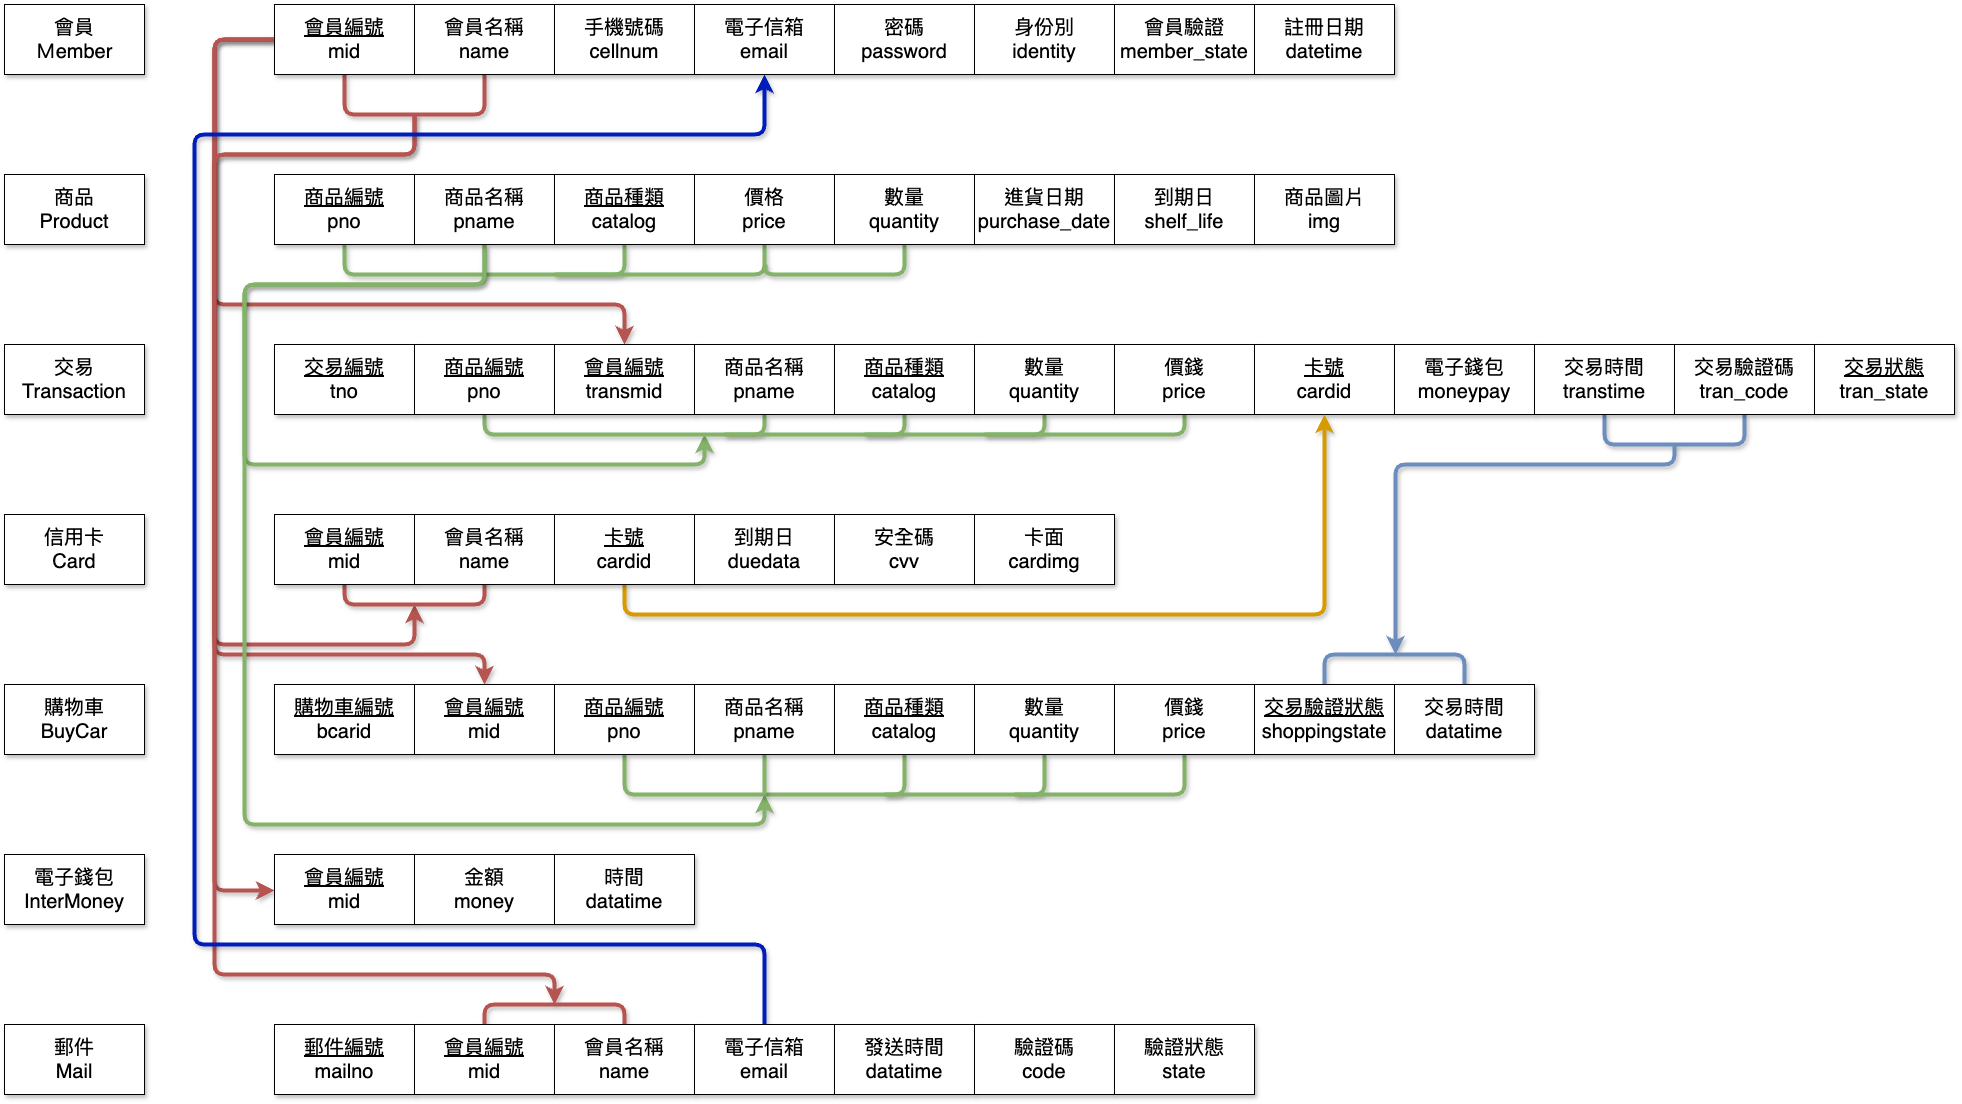 會員
Member
會員編號
mid
會員名稱
name
手機號碼
cellnum
電子信箱
email
密碼
password
身份別
identity
會員驗證
member_state
註冊日期
datetime
商品
Product
商品編號
pno
商品名稱
pname
商品種類
catalog
價格
price
數量
quantity
進貨日期
purchase_date
到期日
shelf_life
商品圖片
img
交易
Transaction
交易編號
tno
商品編號
pno
會員編號
transmid
商品名稱
pname
商品種類
catalog
數量
quantity
價錢
price
卡號
cardid
電子錢包
moneypay
交易時間
transtime
交易驗證碼
tran_code
交易狀態
tran_state
信用卡
Card
會員編號
mid
會員名稱
name
卡號
cardid
到期日
duedata
安全碼
cvv
卡面
cardimg
購物車
BuyCar
購物車編號
bcarid
會員編號
mid
商品編號
pno
商品名稱
pname
商品種類
catalog
數量
quantity
價錢
price
交易驗證狀態
shoppingstate
交易時間
datatime
電子錢包
InterMoney
會員編號
mid
金額
money
時間
datatime
郵件
Mail
郵件編號
mailno
會員編號
mid
會員名稱
name
電子信箱
email
發送時間
datatime
驗證碼
code
驗證狀態
state